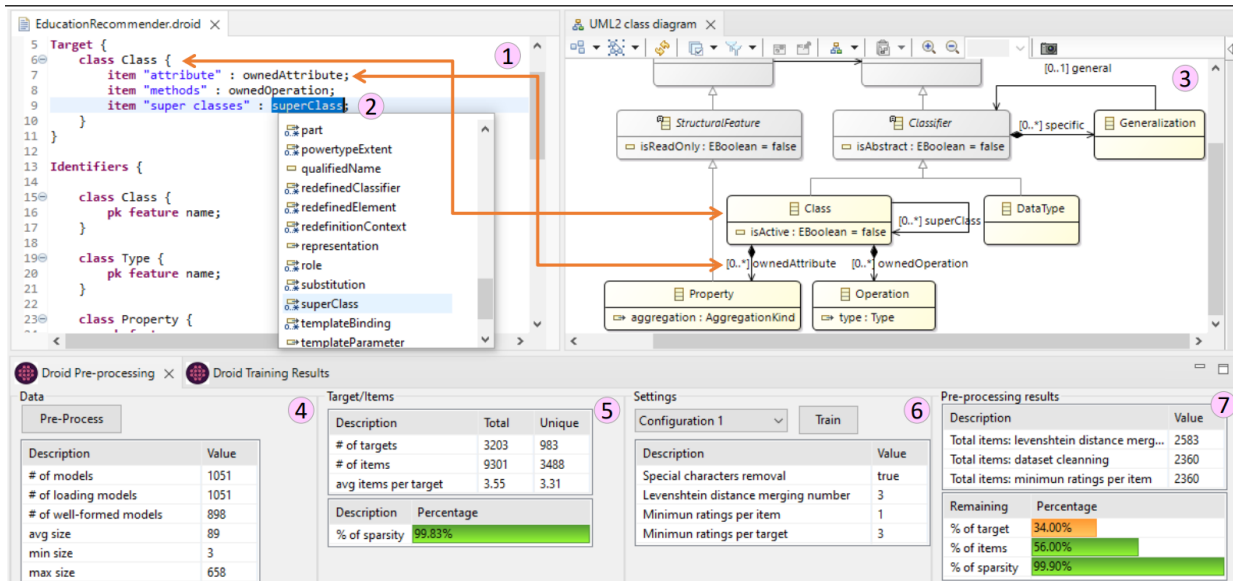 EducationRecommender.droid
5 Target {
6 class Class {
7 item "attribute" : ownedAttribute;
8 item "methods" : ownedOperation;
9 item "super classes" : superClass;
10 }
11 }
12
13 Identifiers {
14
15 class Class {
16 pk feature name;
17 }
18
19 class Type {
20 pk feature name;
21 }
22
23 class Property {
1
2
part
powertypeExtent
qualifiedName
redefinedClassifier
redefinedElement
redefinitionContext
representation
role
substitution
superClass
templateBinding
templateParameter
UML2 class diagram
3
[0..1] general
StructuralFeature
isReadOnly : EBoolean = false
Classifier
isAbstract : EBoolean = false
[0..*] specific
Generalization
Class
isActive : EBoolean = false
[0..*] superClass
DataType
[0..*] ownedAttribute
[0..*] ownedOperation
Property
aggregation : AggregationKind
Operation
type : Type
Droid Pre-processing
Droid Training Results
Data
Pre-Process
4
Description Value
# of models 1051
# of loading models 1051
# of well-formed models 898
avg size 89
min size 3
max size 658
Target/Items
5
Description Total Unique
# of targets 3203 983
# of items 9301 3488
avg items per target 3.55 3.31
Description Percentage
% of sparsity 99.83%
Settings
Configuration 1
Train
6
Description Value
Special characters removal true
Levenshtein distance merging number 3
Minimun ratings per item 1
Minimun ratings per target 3
Pre-processing results
7
Description Value
Total items: levenshtein distance merg... 2583
Total items: dataset cleanning 2360
Total items: minimun ratings per item 2360
Remaining Percentage
% of target 34.00%
% of items 56.00%
% of sparsity 99.90%